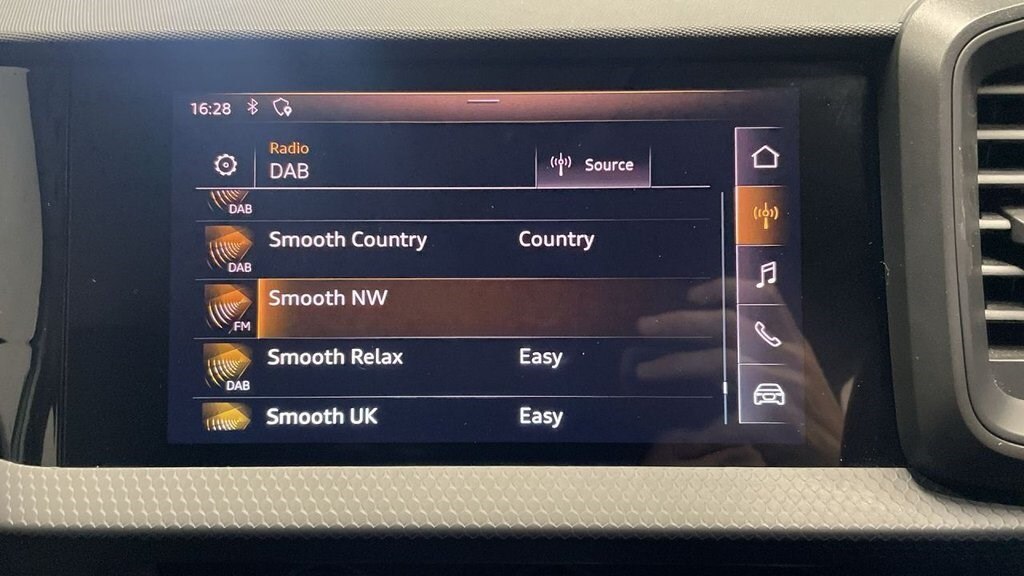 16:28
Radio
DAB
Source
DAB
Smooth Country Country
DAB
Smooth NW
FM
Smooth Relax Easy
DAB
Smooth UK Easy